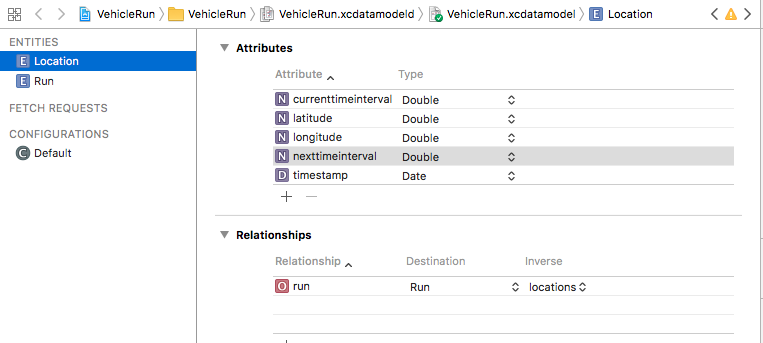 VehicleRun VehicleRun VehicleRun.xcdatamodeld VehicleRun.xcdatamodel E Location
ENTITIES
E Location
E Run
FETCH REQUESTS
CONFIGURATIONS
C Default
Attributes
Attribute Type
N currenttimeinterval Double
N latitude Double
N longitude Double
N nexttimeinterval Double
D timestamp Date
Relationships
Relationship Destination Inverse
O run Run locations